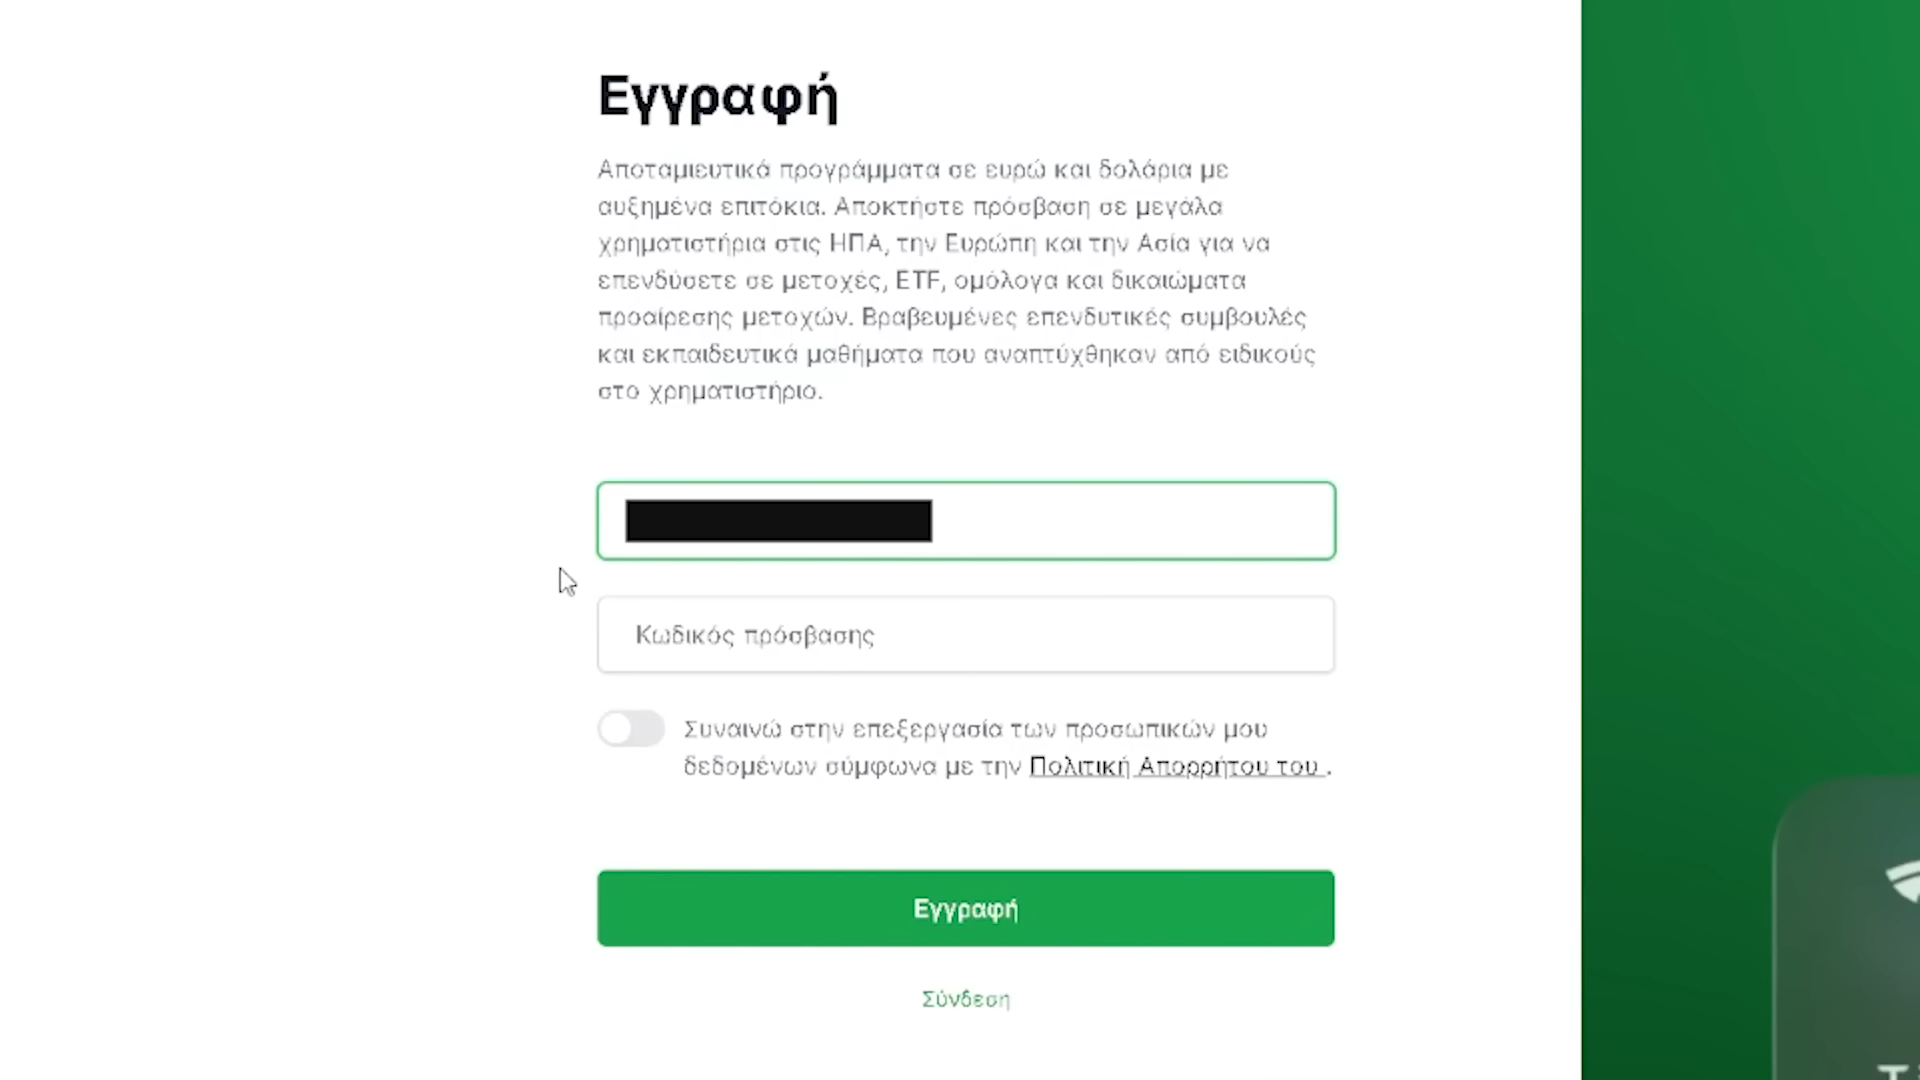 Εγγραφή
Αποταμιευτικά προγράμματα σε ευρώ και δολάρια με
αυξημένα επιτόκια. Αποκτήστε πρόσβαση σε μεγάλα
χρηματιστήρια στις ΗΠΑ, την Ευρώπη και την Ασία για να
επενδύσετε σε μετοχές, ETF, ομόλογα και δικαιώματα
προαίρεσης μετοχών. Βραβευμένες επενδυτικές συμβουλές
και εκπαιδευτικά μαθήματα που αναπτύχθηκαν από ειδικούς
στο χρηματιστήριο.
Κωδικός πρόσβασης
Συναινώ στην επεξεργασία των προσωπικών μου
δεδομένων σύμφωνα με την Πολιτική Απορρήτου του .
Εγγραφή
Σύνδεση